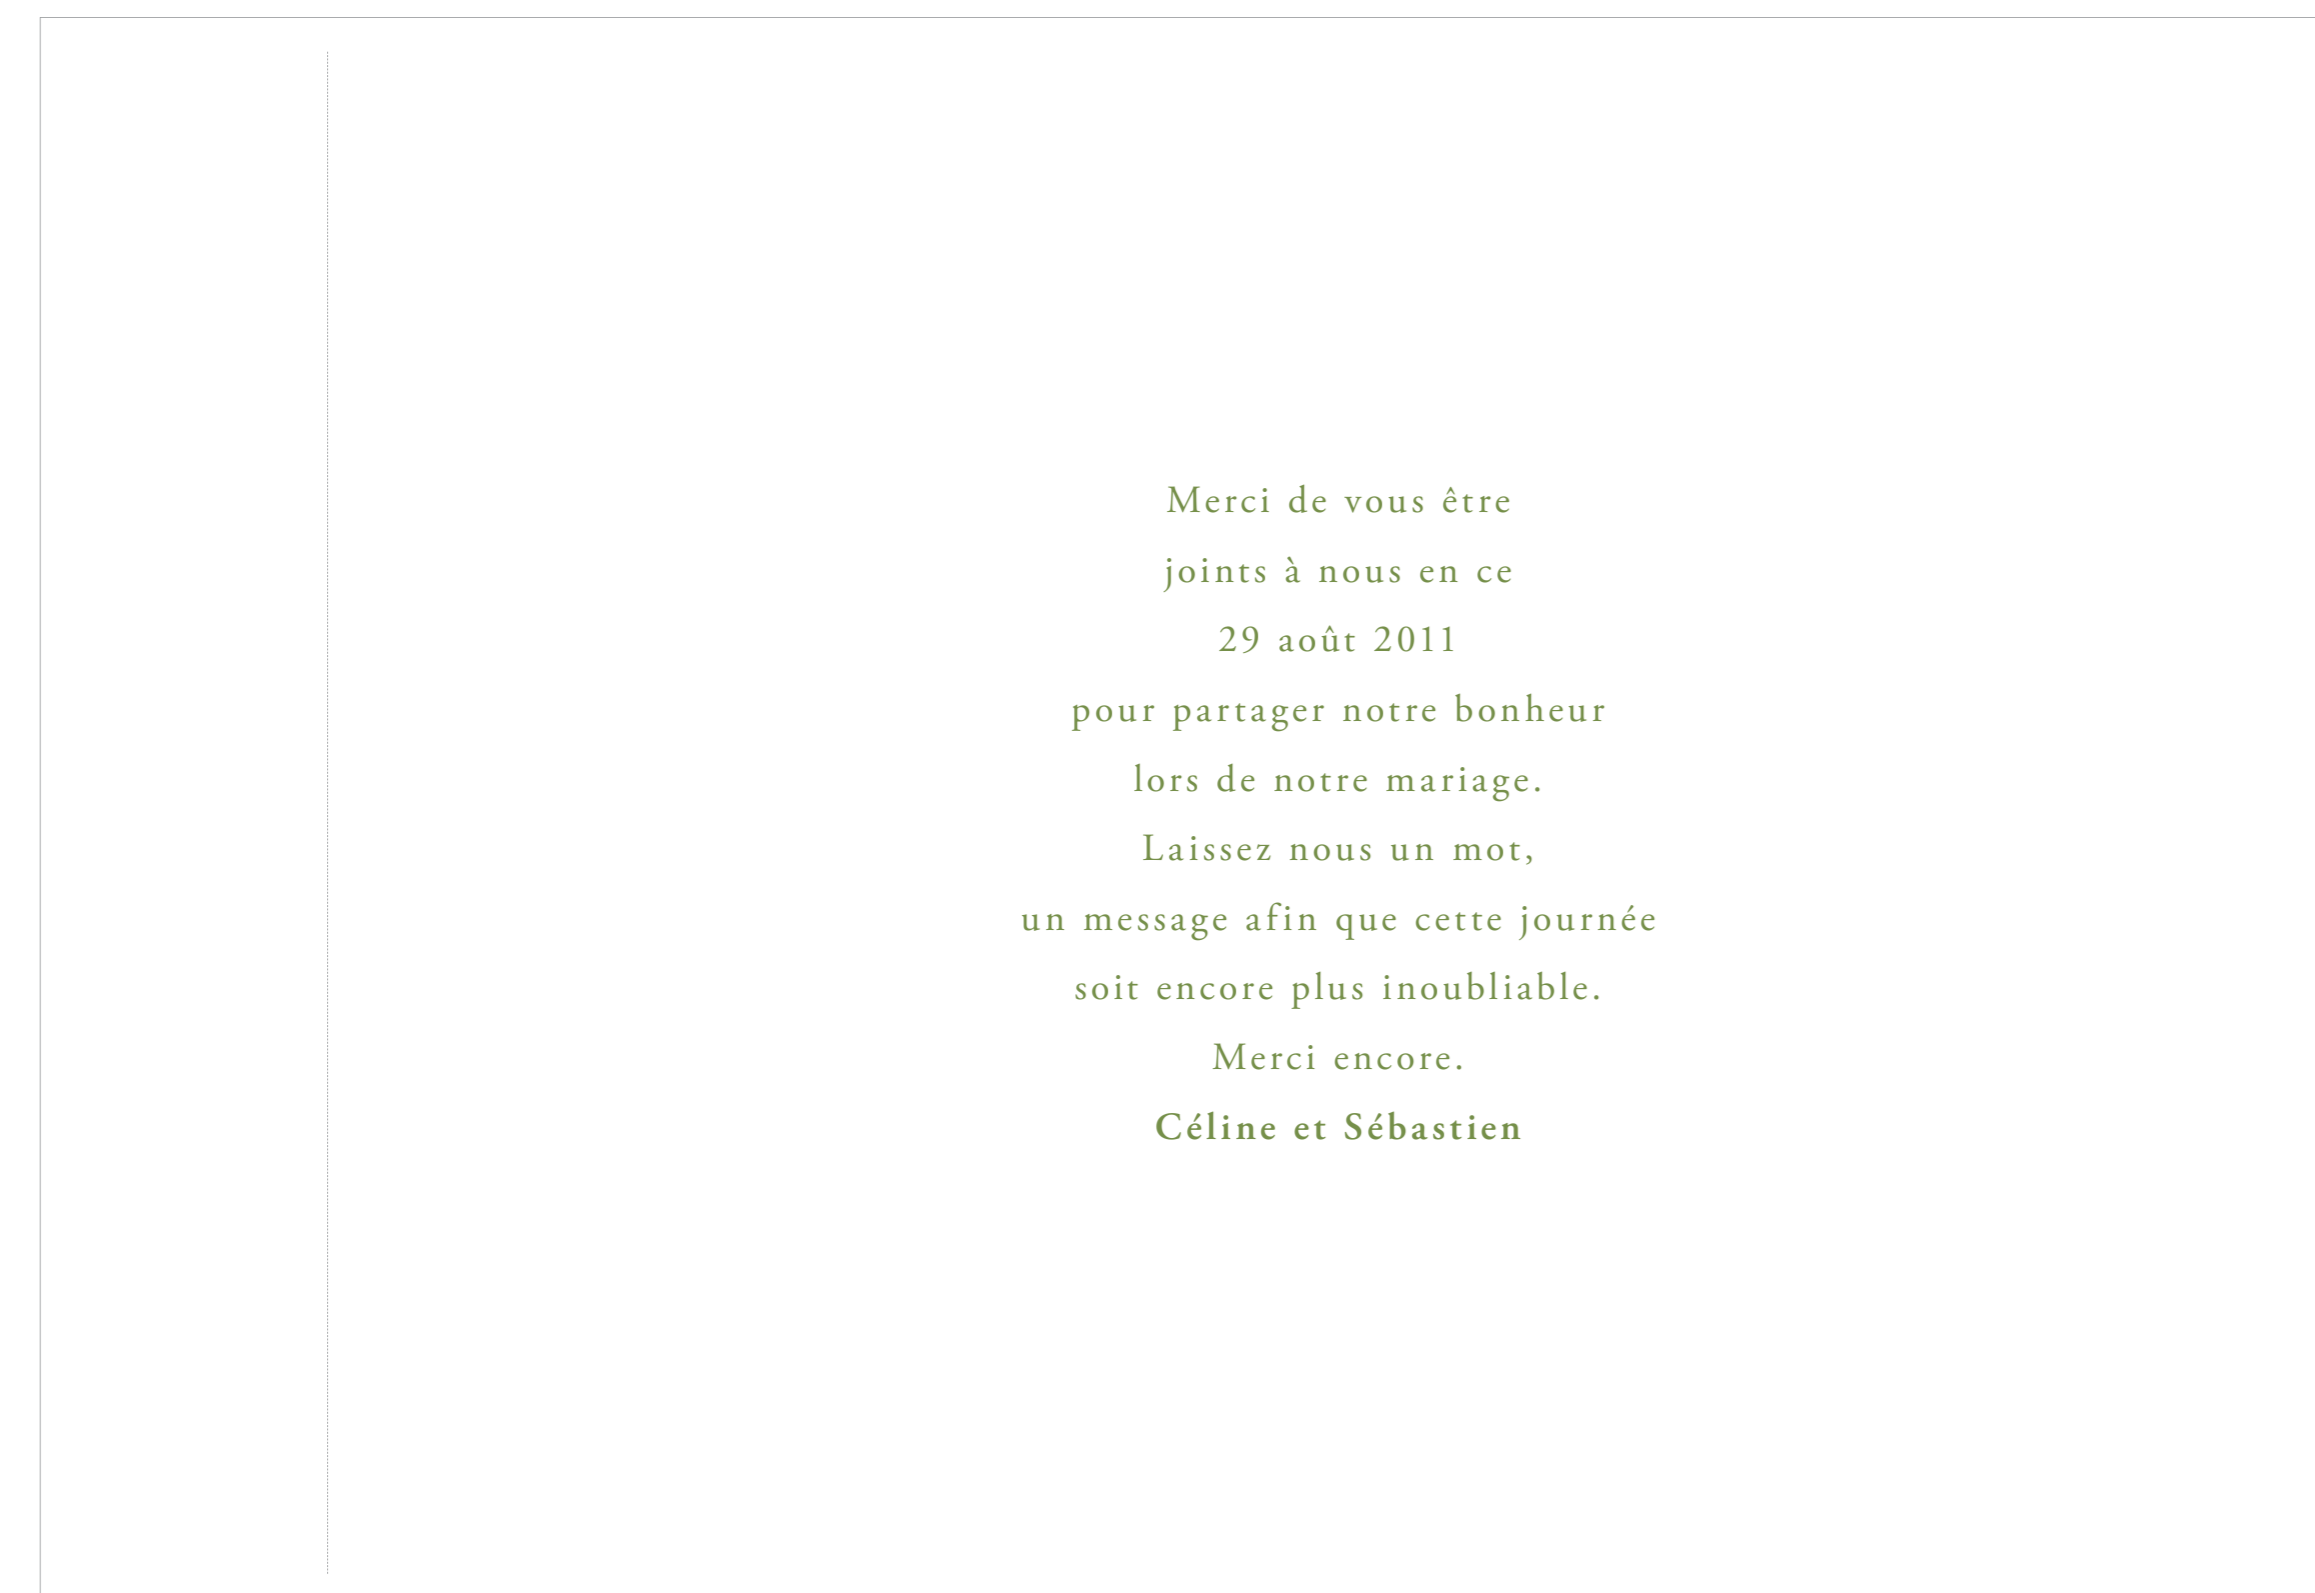 Merci de vous être
joints à nous en ce
29 août 2011
pour partager notre bonheur
lors de notre mariage.
Laissez nous un mot,
un message afin que cette journée
soit encore plus inoubliable.
Merci encore.
Céline et Sébastien